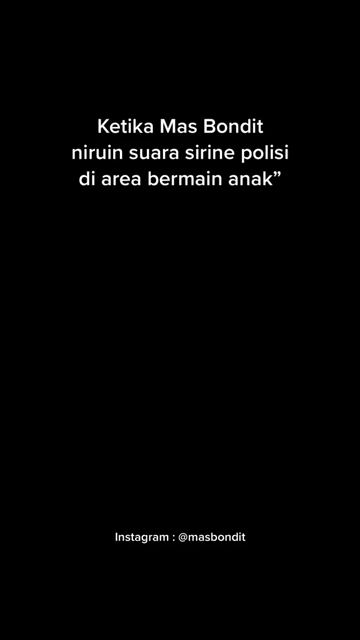 Ketika Mas Bondit
niruin suara sirine polisi
di area bermain anak”
Instagram : @masbondit